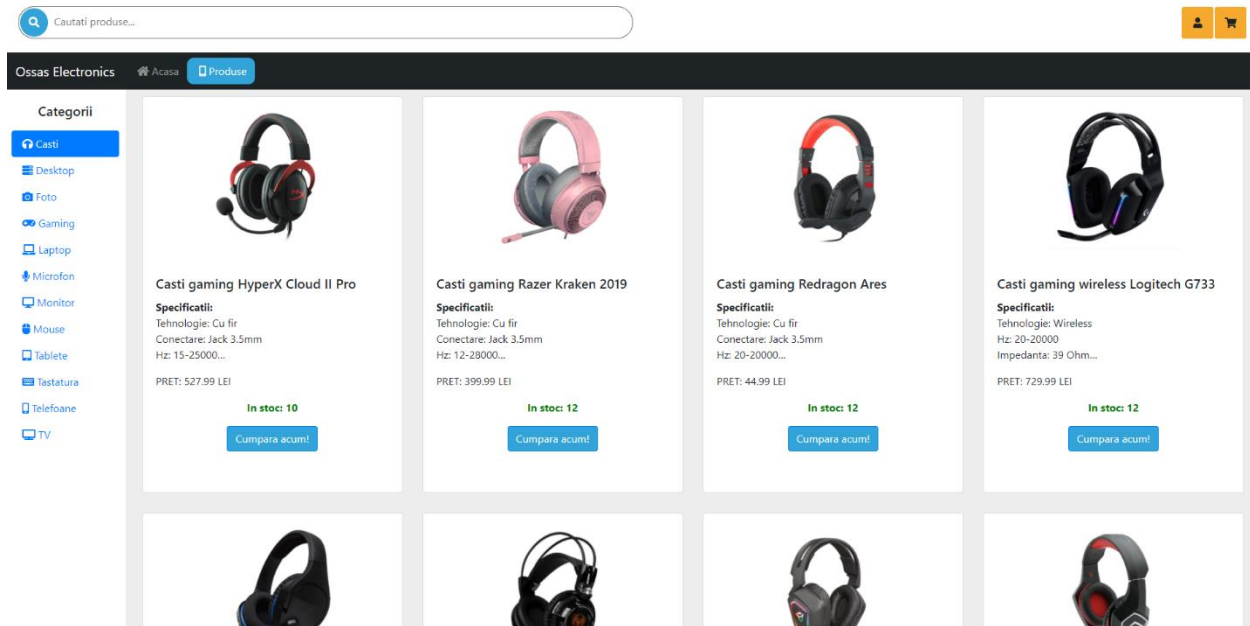 Cautati produse...
Ossas Electronics
Acasa
Produse
Categorii
Casti
Desktop
Foto
Gaming
Laptop
Microfon
Monitor
Mouse
Tablete
Tastatura
Telefoane
TV
Casti gaming HyperX Cloud II Pro
Specificatii:
Tehnologie: Cu fir
Conectare: Jack 3.5mm
Hz: 15-25000...
PRET: 527.99 LEI
In stoc: 10
Cumpara acum!
Casti gaming Razer Kraken 2019
Specificatii:
Tehnologie: Cu fir
Conectare: Jack 3.5mm
Hz: 12-28000...
PRET: 399.99 LEI
In stoc: 12
Cumpara acum!
Casti gaming Redragon Ares
Specificatii:
Tehnologie: Cu fir
Conectare: Jack 3.5mm
Hz: 20-20000...
PRET: 44.99 LEI
In stoc: 12
Cumpara acum!
Casti gaming wireless Logitech G733
Specificatii:
Tehnologie: Wireless
Hz: 20-20000
Impedanta: 39 Ohm...
PRET: 729.99 LEI
In stoc: 12
Cumpara acum!